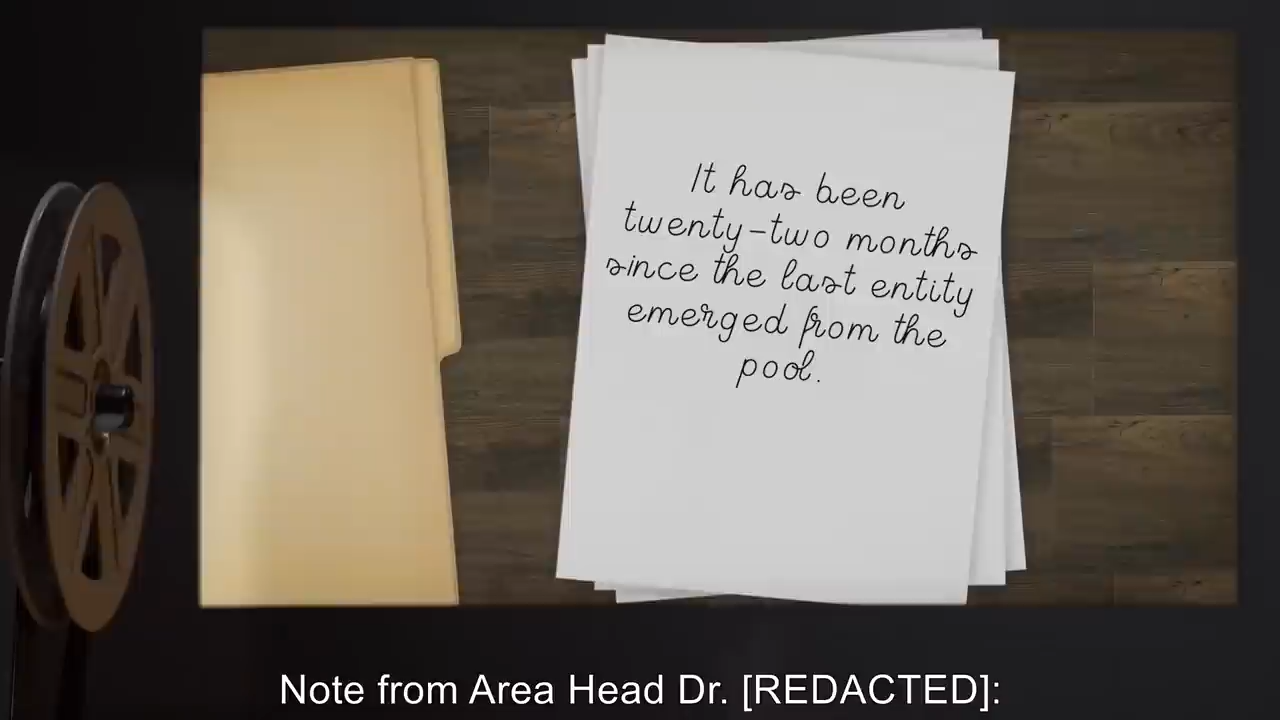 It has been
twenty-two months
since the last entity
emerged from the
pool.
Note from Area Head Dr. [REDACTED]: